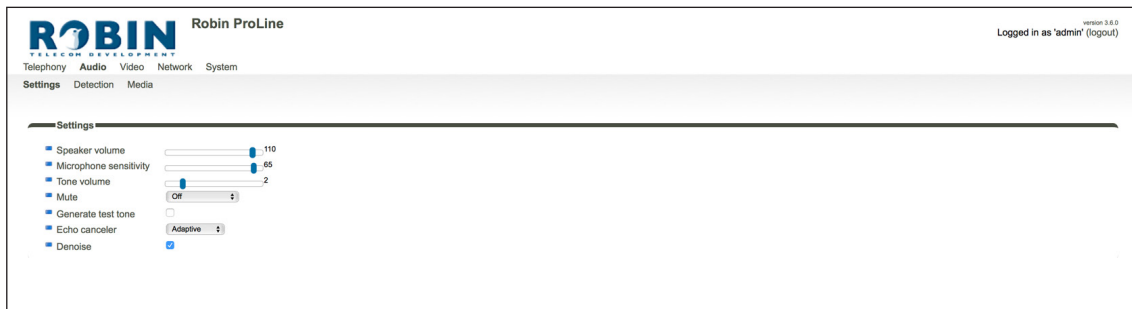 Robin ProLine
version 3.6.0
Logged in as 'admin' (logout)
ROBIN
TELECOM DEVELOPMENT
Telephony Audio Video Network System
Settings Detection Media
Settings
Speaker volume 110
Microphone sensitivity 65
Tone volume 2
Mute Off
Generate test tone
Echo canceler Adaptive
Denoise